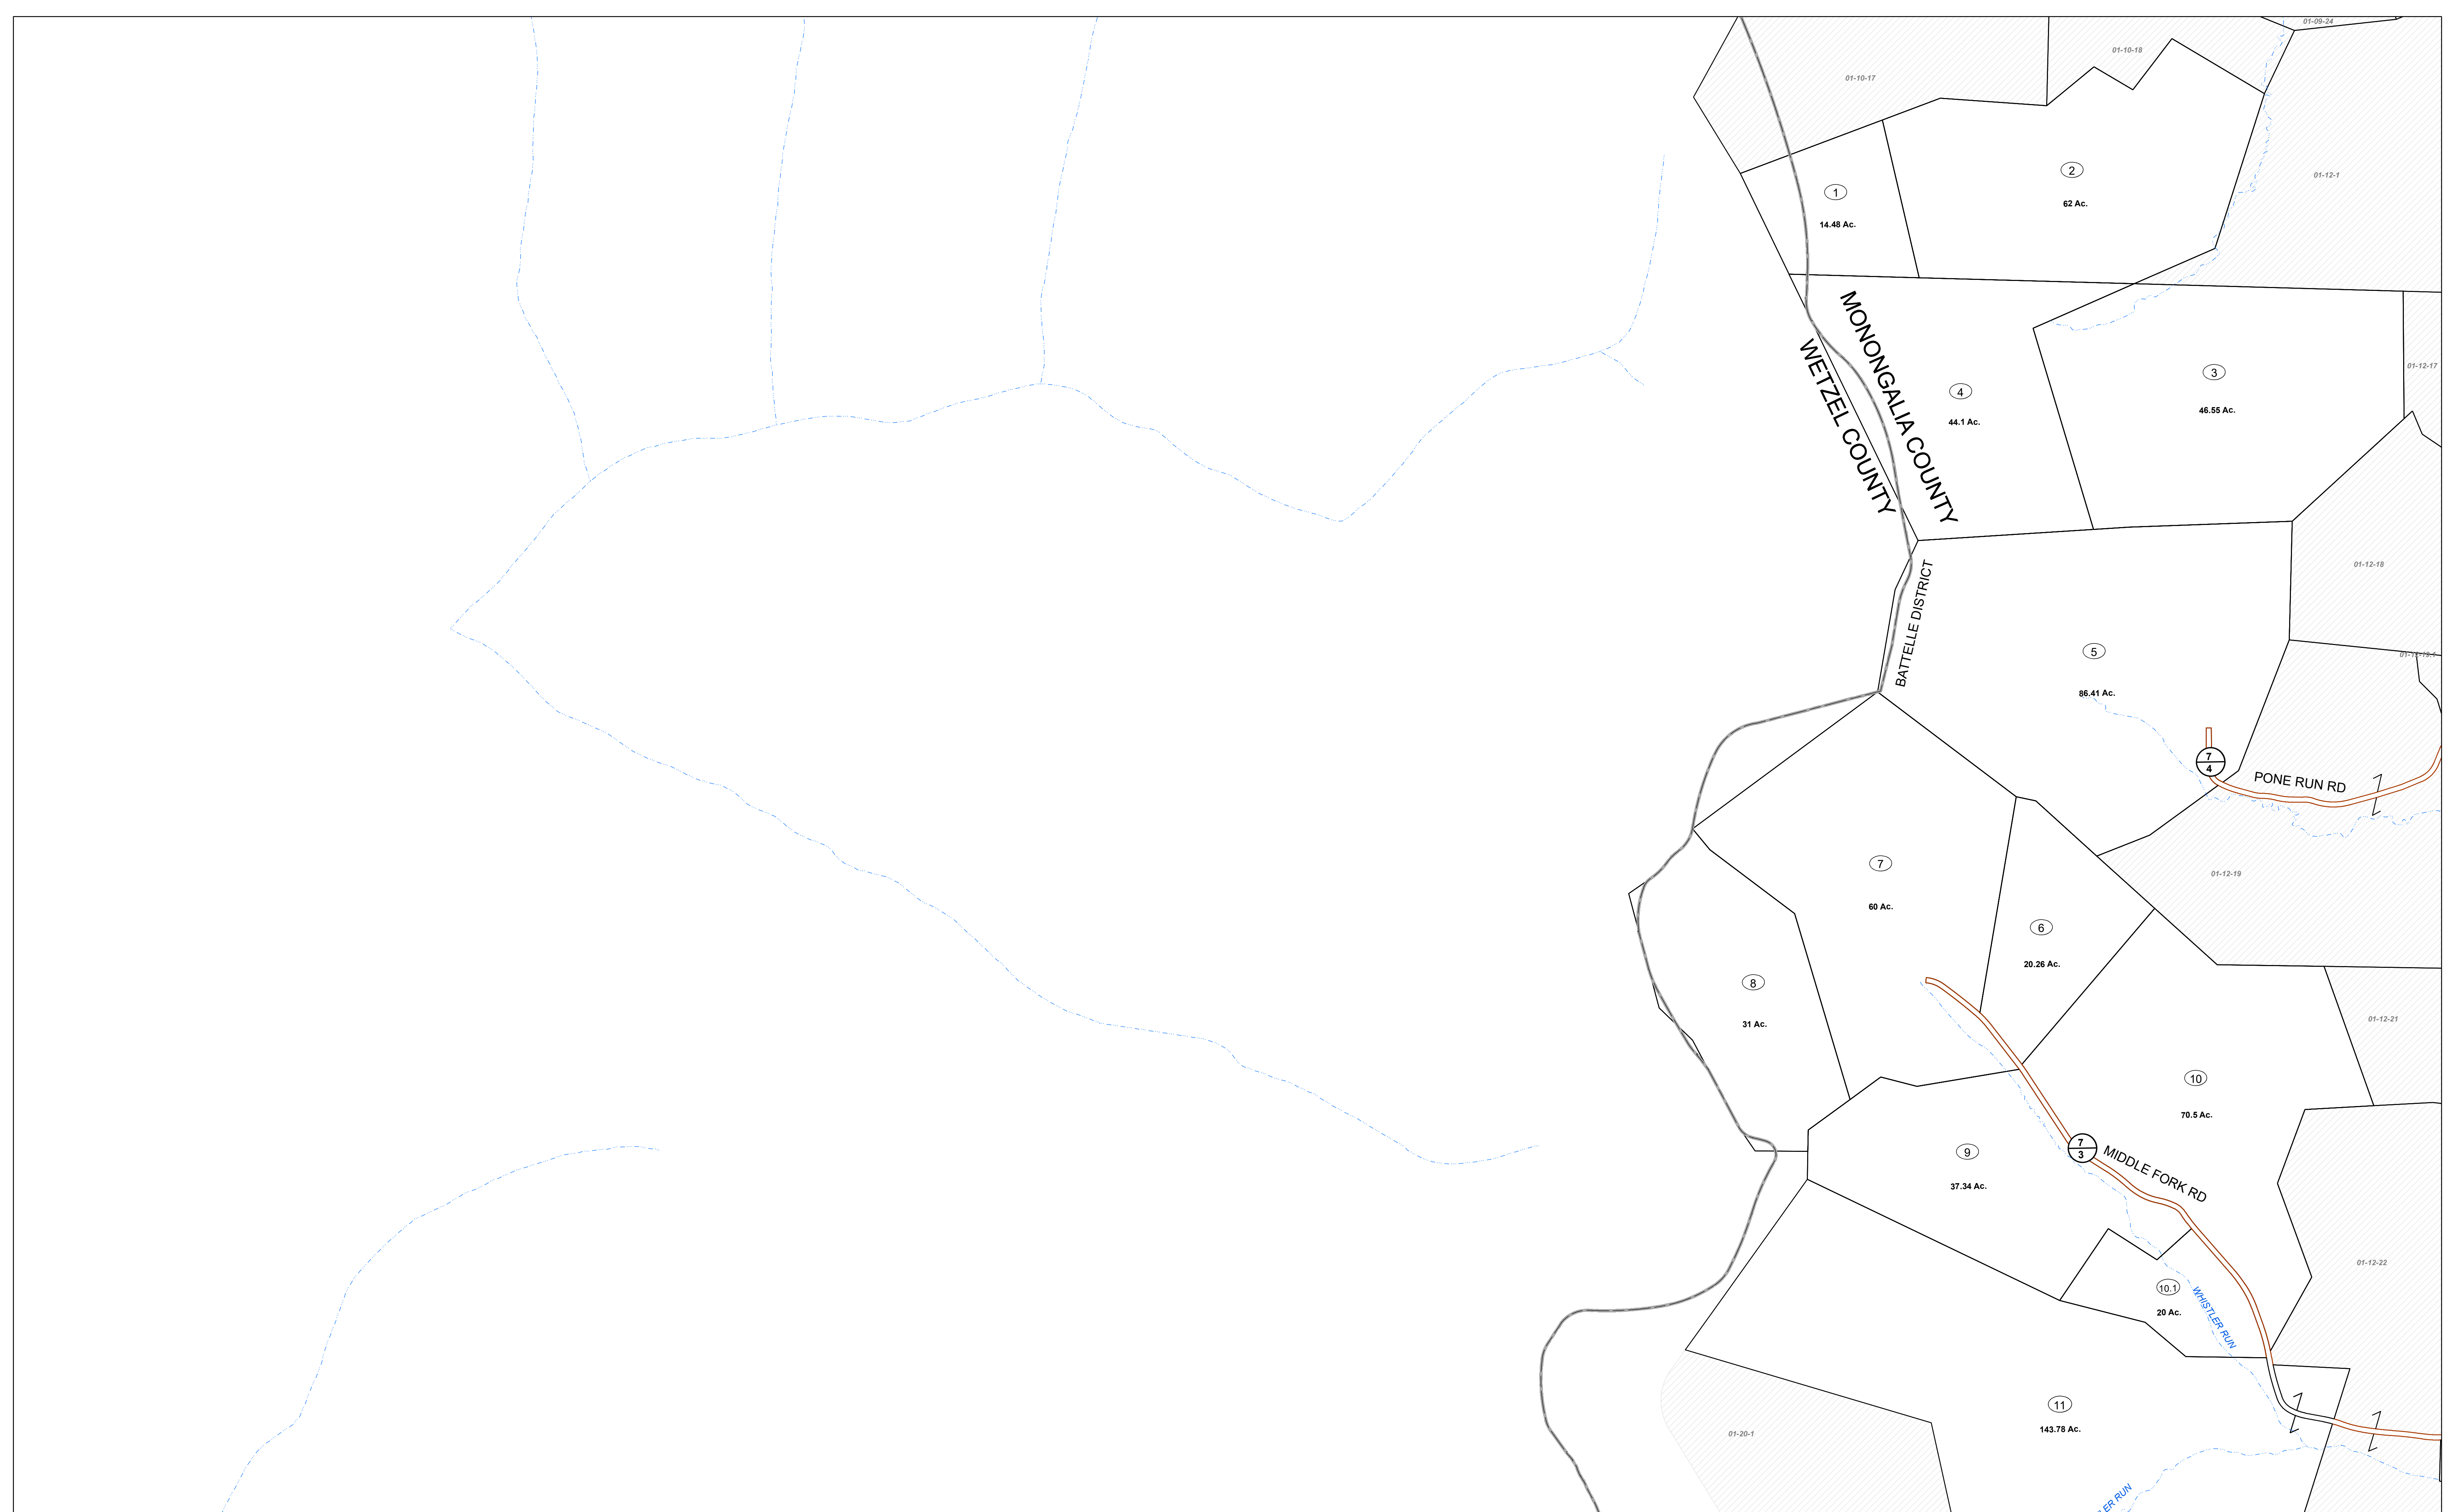 01-09-24
01-10-18
01-10-17
2
62 Ac.
01-12-1
1
14.48 Ac.
MONONGALIA COUNTY
WETZEL COUNTY
01-12-17
3
46.55 Ac.
4
44.1 Ac.
01-12-18
BATTELLE DISTRICT
5
86.41 Ac.
7
4
PONE RUN RD
7
60 Ac.
01-12-19
6
20.26 Ac.
8
31 Ac.
01-12-21
10
70.5 Ac.
9
37.34 Ac.
7
3
MIDDLE FORK RD
01-12-22
10.1
20 Ac.
WHISTLER RUN
11
143.78 Ac.
01-20-1
LER RUN